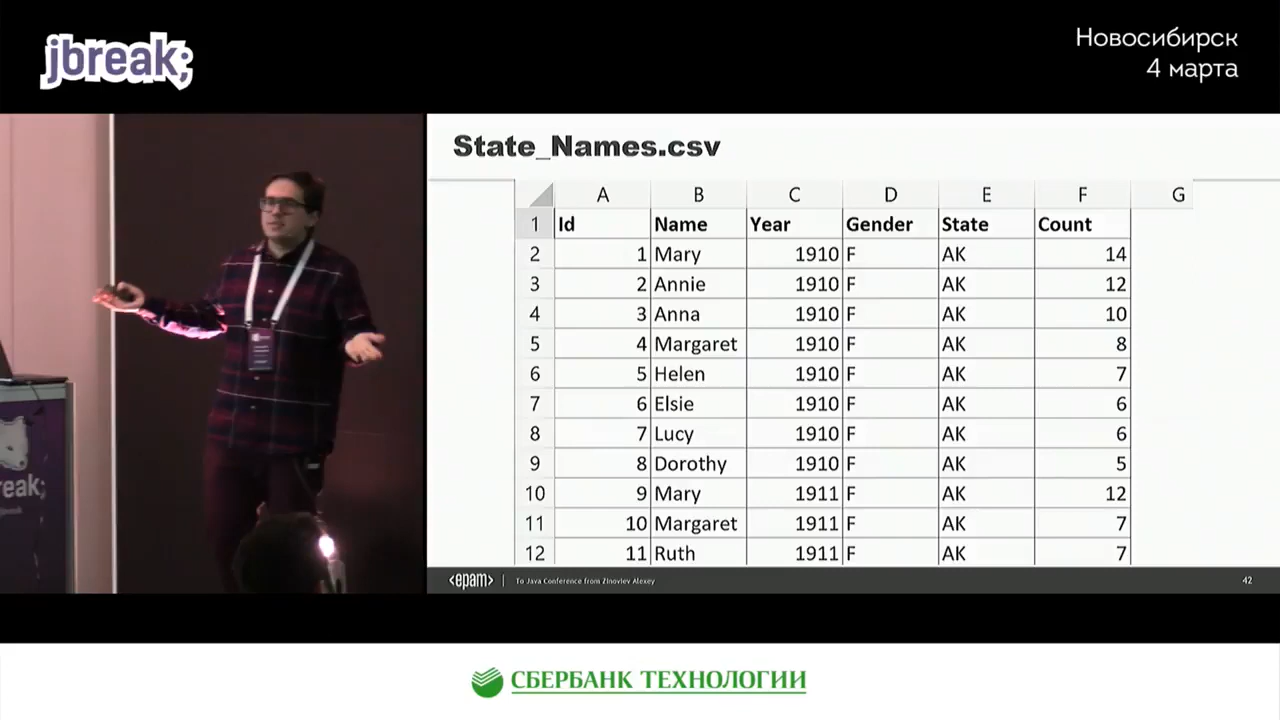 jbreak;
Новосибирск
4 марта
State_Names.csv
A B C D E F G
1 Id Name Year Gender State Count
2 1 Mary 1910 F AK 14
3 2 Annie 1910 F AK 12
4 3 Anna 1910 F AK 10
5 4 Margaret 1910 F AK 8
6 5 Helen 1910 F AK 7
7 6 Elsie 1910 F AK 6
8 7 Lucy 1910 F AK 6
9 8 Dorothy 1910 F AK 5
10 9 Mary 1911 F AK 12
11 10 Margaret 1911 F AK 7
12 11 Ruth 1911 F AK 7
eak;
<epam> | To Java Conference from Zinoviev Alexey 42
СБЕРБАНК ТЕХНОЛОГИИ